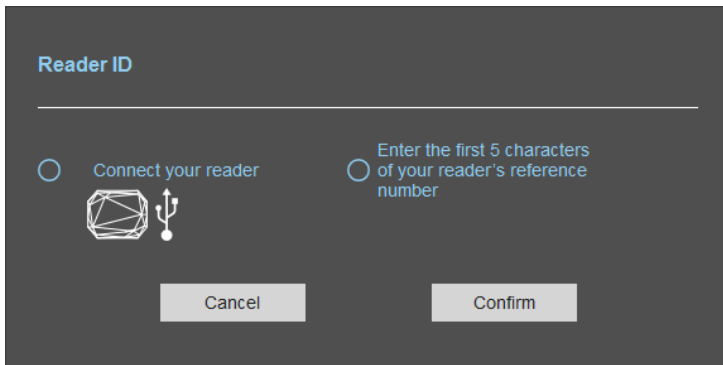 Reader ID
Connect your reader
Enter the first 5 characters
of your reader's reference
number
Cancel
Confirm